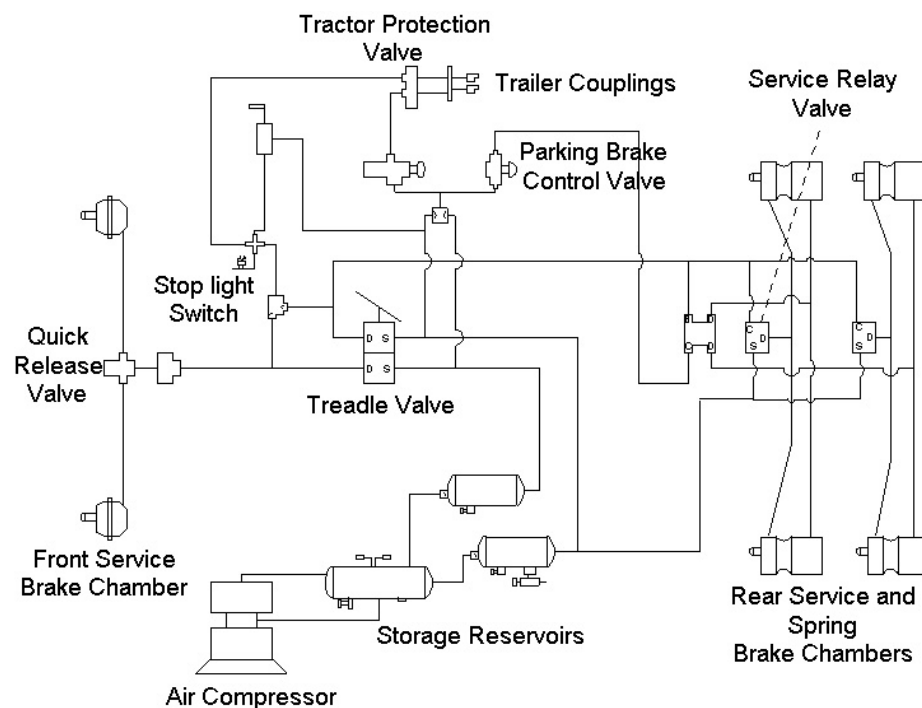 Tractor Protection
Valve
Trailer Couplings
Service Relay
Valve
Parking Brake
Control Valve
Stop light
Switch
Quick
Release
Valve
D S
D S
Treadle Valve
C
D
S
C
D
S
D
D
Front Service
Brake Chamber
Storage Reservoirs
Rear Service and
Spring
Brake Chambers
Air Compressor